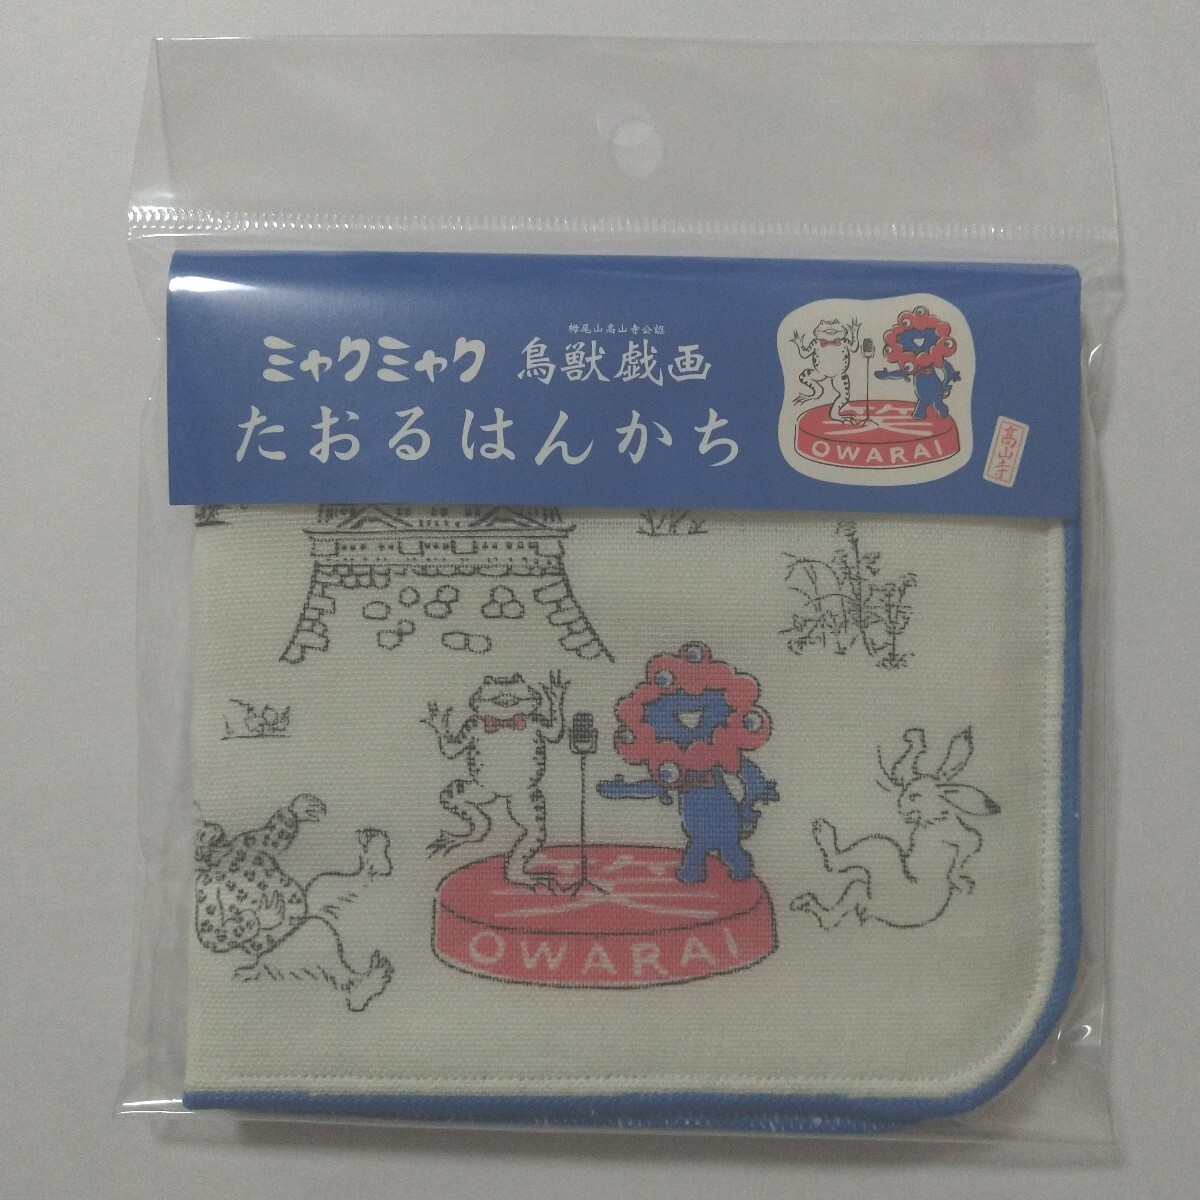 栂尾山高山寺公認
ミャクミャク 鳥獣戯画
たおるはんかち
笑
OWARAI
高山寺
笑
OWARAI